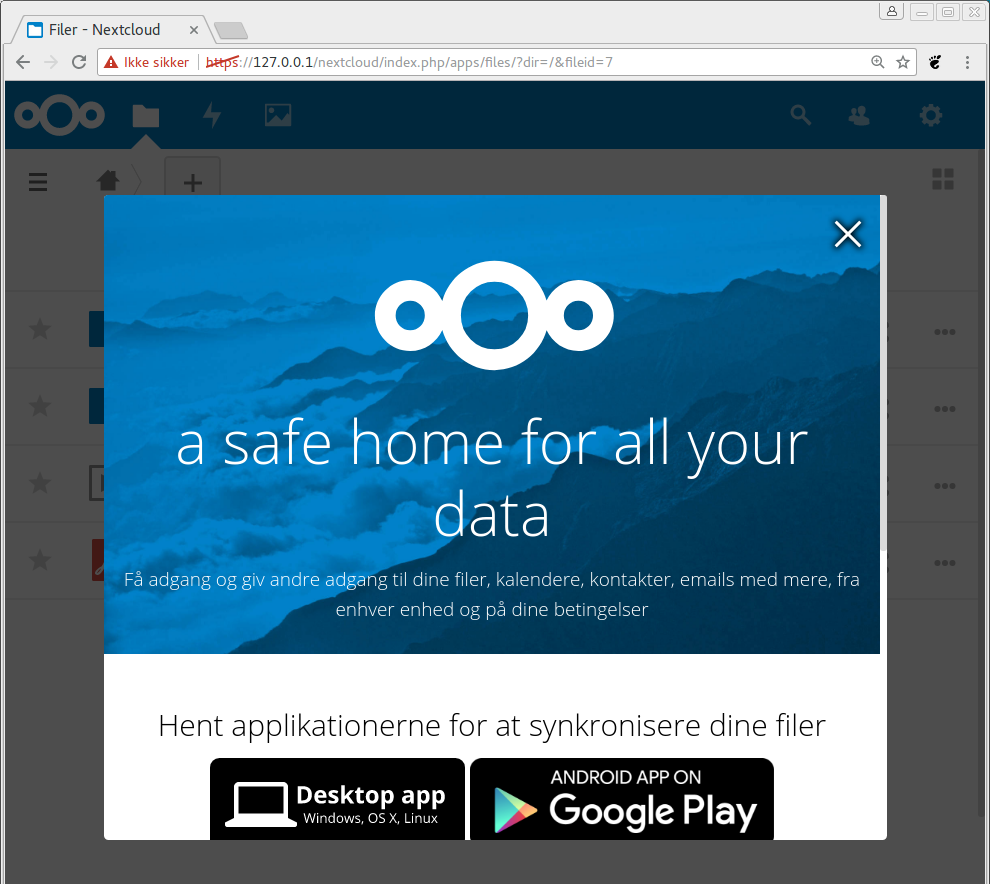 Filer - Nextcloud
Ikke sikker https://127.0.0.1/nextcloud/index.php/apps/files/?dir=/&fileid=7
a safe home for all your
data
Få adgang og giv andre adgang til dine filer, kalendere, kontakter, emails med mere, fra
enhver enhed og på dine betingelser
Hent applikationerne for at synkronisere dine filer
Desktop app
Windows, OS X, Linux
ANDROID APP ON
Google Play